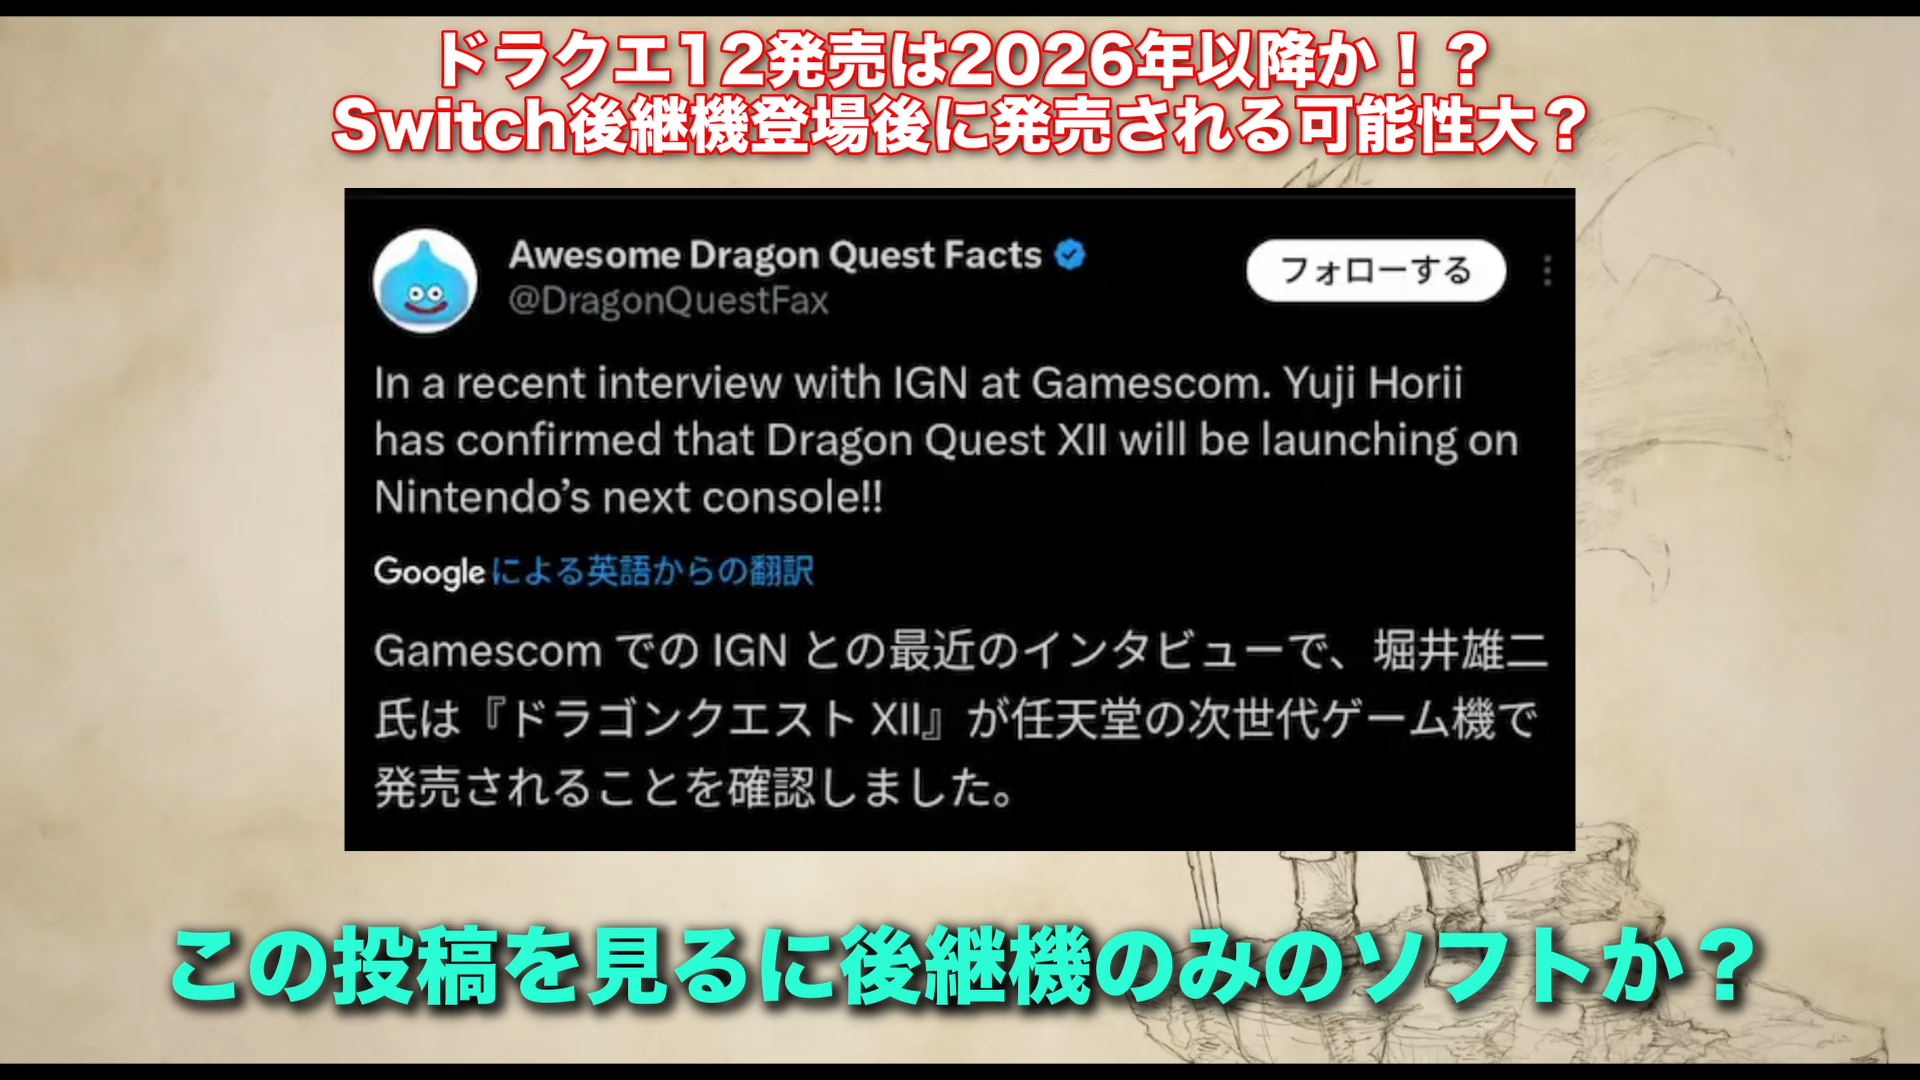 ドラクエ12発売は2026年以降か！？
Switch後継機登場後に発売される可能性大？
Awesome Dragon Quest Facts
フォローする
@DragonQuestFax
In a recent interview with IGN at Gamescom. Yuji Horii
has confirmed that Dragon Quest XII will be launching on
Nintendo’s next console!!
Googleによる英語からの翻訳
Gamescom での IGN との最近のインタビューで、堀井雄二
氏は『ドラゴンクエスト XII』が任天堂の次世代ゲーム機で
発売されることを確認しました。
この投稿を見るに後継機のみのソフトか？